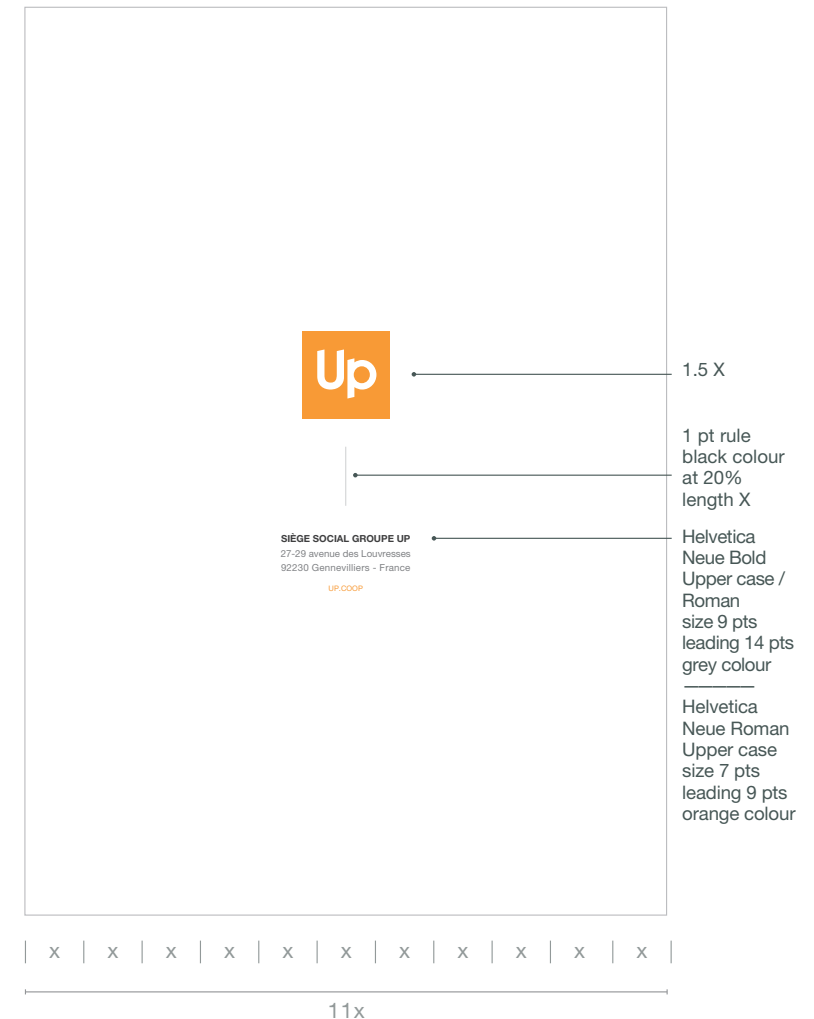 Up
1.5 X
1 pt rule
black colour
at 20%
length X
SIÈGE SOCIAL GROUPE UP
27-29 avenue des Louvresses
92230 Gennevilliers - France
UP.COOP
Helvetica
Neue Bold
Upper case /
Roman
size 9 pts
leading 14 pts
grey colour
—————
Helvetica
Neue Roman
Upper case
size 7 pts
leading 9 pts
orange colour
x x x x x x x x x x x
11x